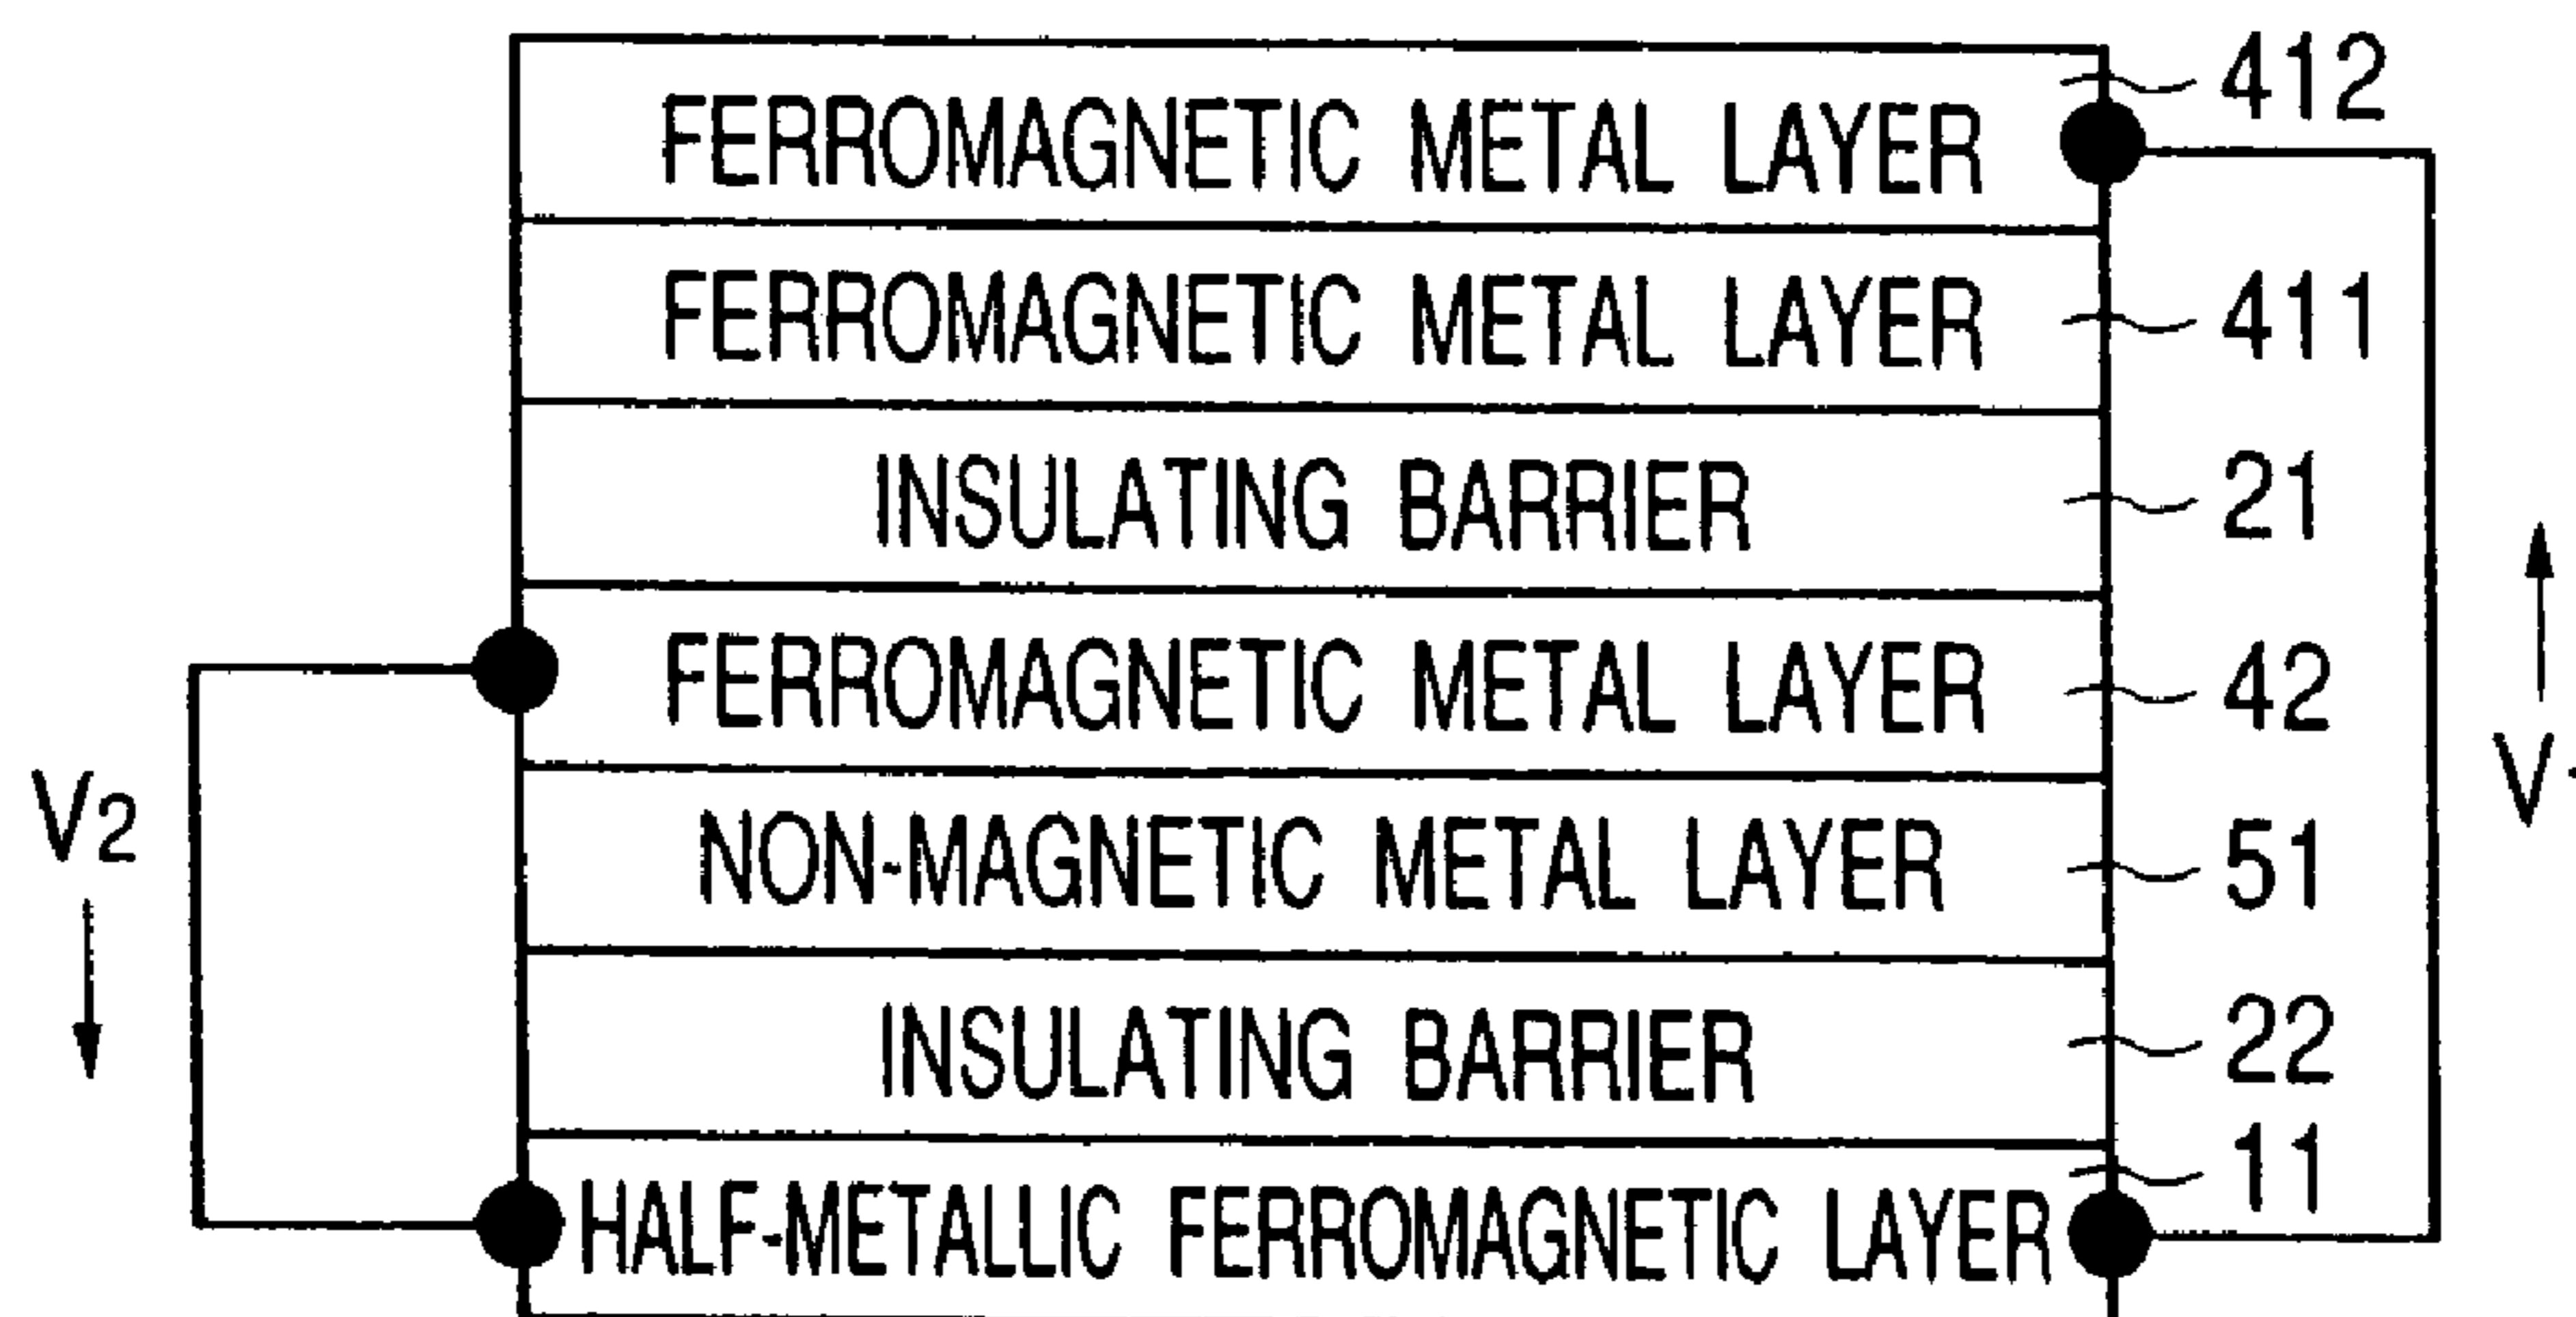 FERROMAGNETIC METAL LAYER 412
FERROMAGNETIC METAL LAYER 411
INSULATING BARRIER 21
FERROMAGNETIC METAL LAYER 42
V2
NON-MAGNETIC METAL LAYER 51
V
INSULATING BARRIER 22
HALF-METALLIC FERROMAGNETIC LAYER 11